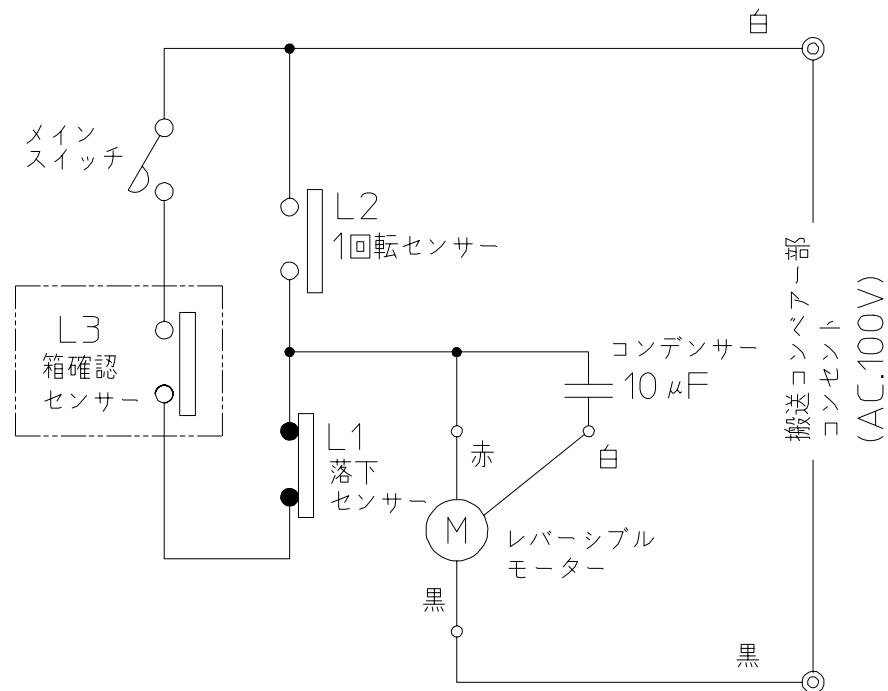 白
メイン
スイッチ
L2
1回転センサー
L3
箱確認
センサー
コンデンサー
10μF
L1
落下
センサー
赤
白
M
レバーシブル
モーター
黒
黒
搬送コンベアー部
コンセント
(AC.100V)